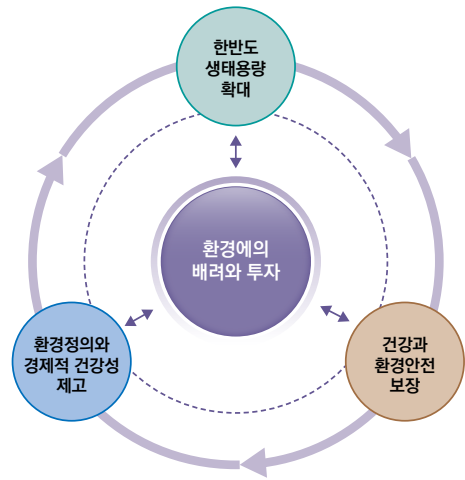 한반도
생태용량
확대
환경에의
배려와 투자
환경정의와
경제적 건강성
제고
건강과
환경안전
보장